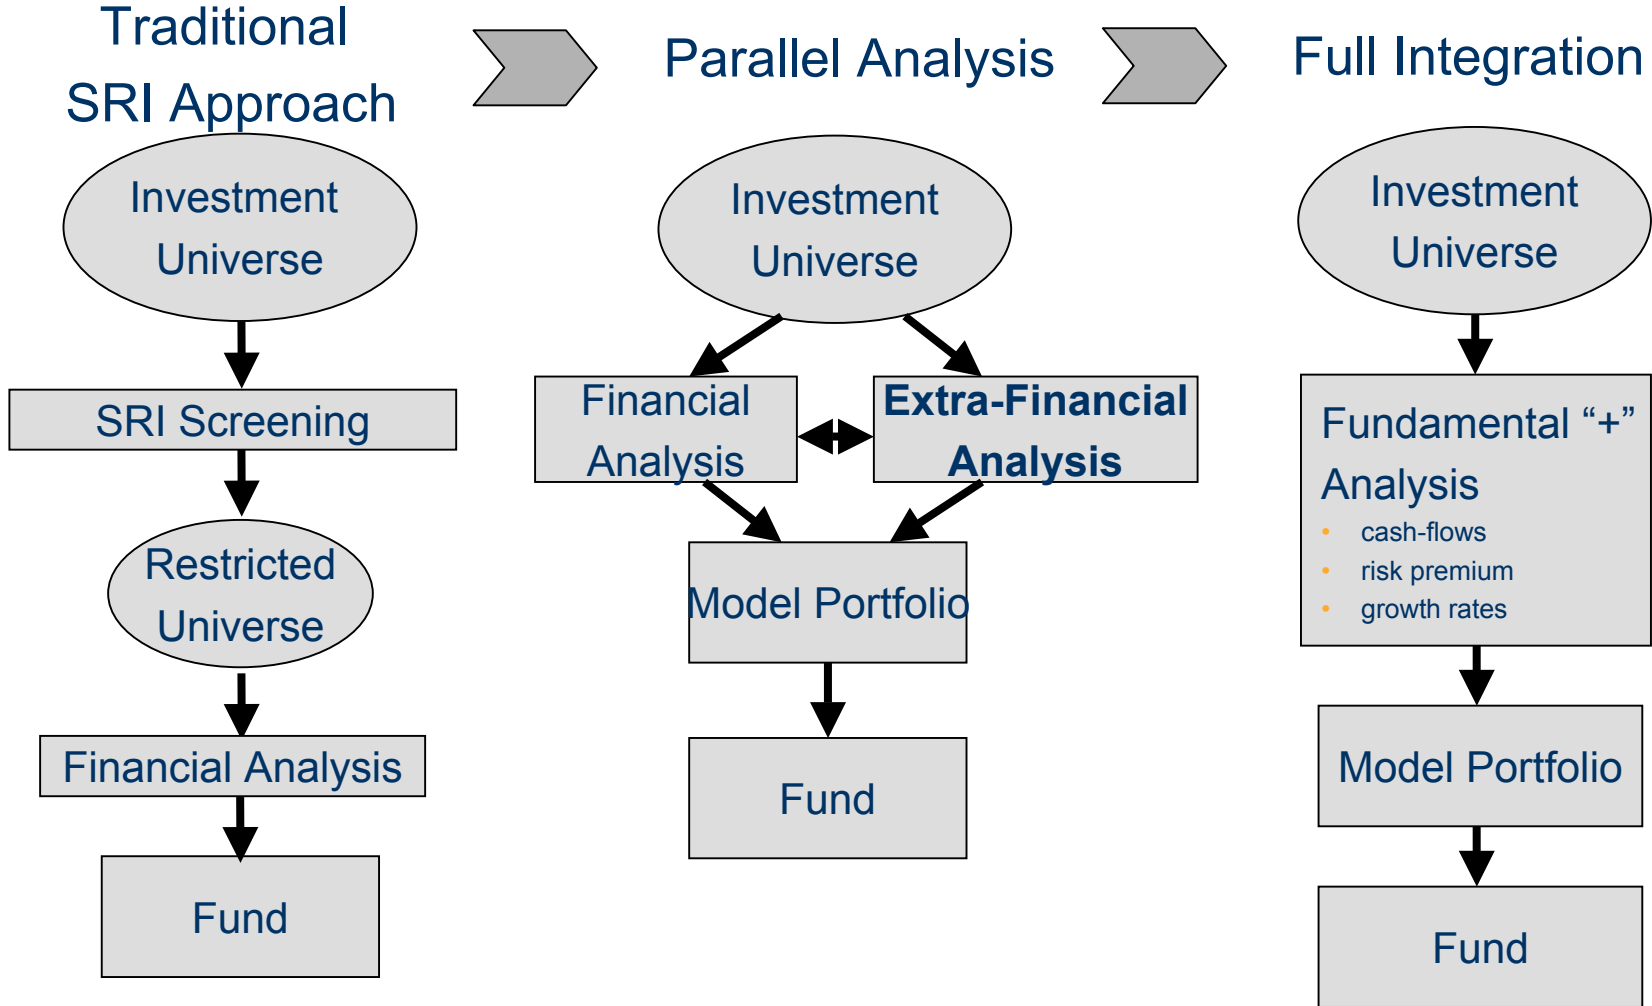 Traditional
SRI Approach
Investment
Universe
SRI Screening
Restricted
Universe
Financial Analysis
Fund
Parallel Analysis
Investment
Universe
Financial
Analysis
Extra-Financial
Analysis
Model Portfolio
Fund
Full Integration
Investment
Universe
Fundamental “+”
Analysis
• cash-flows
• risk premium
• growth rates
Model Portfolio
Fund